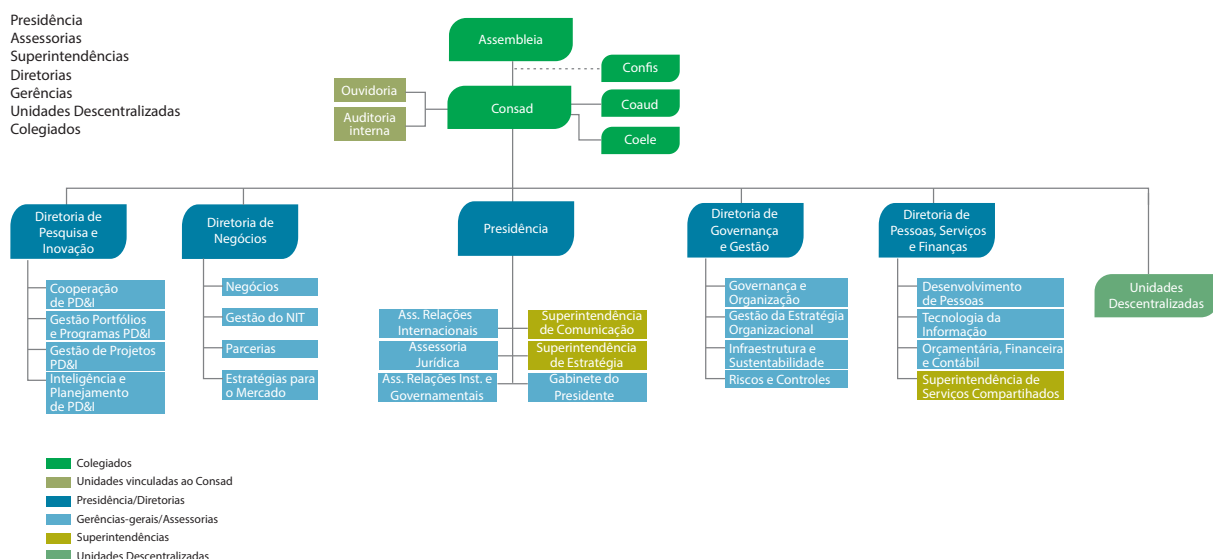 Presidência
Assessorias
Superintendências
Diretorias
Gerências
Unidades Descentralizadas
Colegiados
Assembleia
Confis
Ouvidoria
Consad
Coaud
Auditoria
interna
Coele
Diretoria de
Pesquisa e
Inovação
Diretoria de
Negócios
Presidência
Diretoria de
Governança
e Gestão
Diretoria de
Pessoas, Serviços
e Finanças
Unidades
Descentralizadas
Cooperação
de PD&I
Gestão Portfólios
e Programas PD&I
Gestão de Projetos
PD&I
Inteligência e
Planejamento
de PD&I
Negócios
Gestão do NIT
Parcerias
Estratégias para
o Mercado
Ass. Relações
Internacionais
Assessoria
Jurídica
Ass. Relações Inst. e
Governamentais
Superintendência
de Comunicação
Superintendência
de Estratégia
Gabinete do
Presidente
Governança e
Organização
Gestão da Estratégia
Organizacional
Infraestrutura e
Sustentabilidade
Riscos e Controles
Desenvolvimento
de Pessoas
Tecnologia da
Informação
Orçamentária, Financeira
e Contábil
Superintendência de
Serviços Compartihados
Colegiados
Unidades vinculadas ao Consad
Presidência/Diretorias
Gerências-gerais/Assessorias
Superintendências
Unidades Descentralizadas